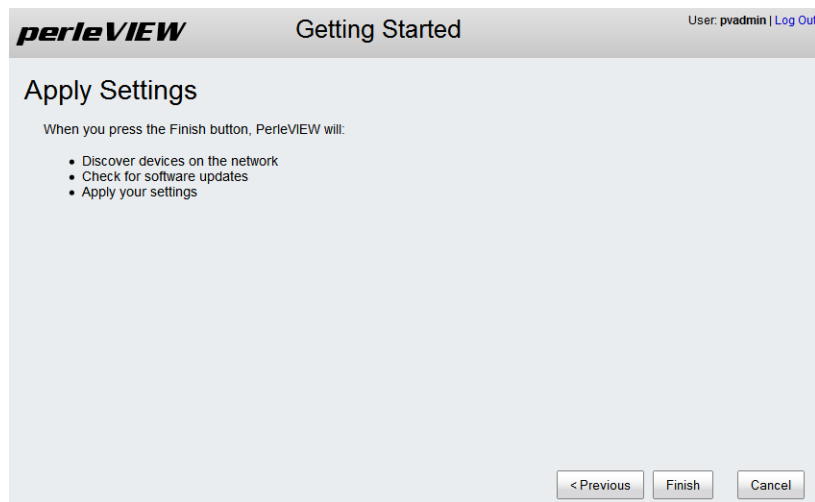 perleVIEW
Getting Started
User: pvadmin | Log Out
Apply Settings
When you press the Finish button, PerleVIEW will:
• Discover devices on the network
• Check for software updates
• Apply your settings
< Previous
Finish
Cancel